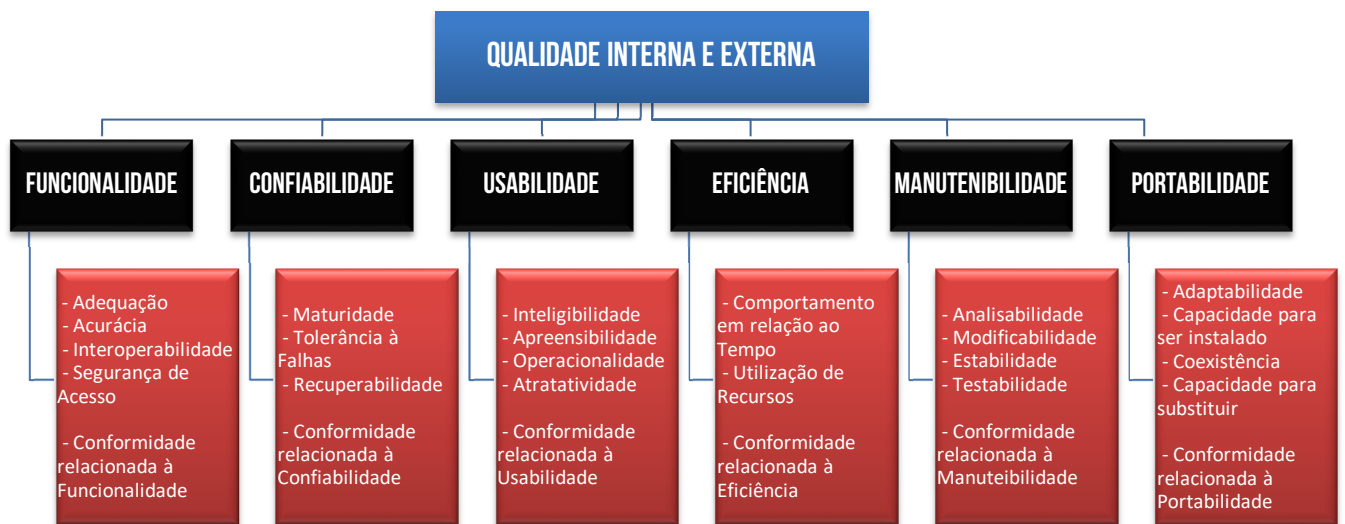 QUALIDADE INTERNA E EXTERNA
FUNCIONALIDADE
CONFIABILIDADE
USABILIDADE
EFICIÊNCIA
MANUTENIBILIDADE
PORTABILIDADE
- Adequação
- Acurácia
- Interoperabilidade
- Segurança de
Acesso
- Conformidade
relacionada à
Funcionalidade
- Maturidade
- Tolerância à
Falhas
- Recuperabilidade
- Conformidade
relacionada à
Confiabilidade
- Inteligibilidade
- Apreensibilidade
- Operacionalidade
- Atratatividade
- Conformidade
relacionada à
Usabilidade
- Comportamento
em relação ao
Tempo
- Utilização de
Recursos
- Conformidade
relacionada à
Eficiência
- Analisabilidade
- Modificabilidade
- Estabilidade
- Testabilidade
- Conformidade
relacionada à
Manuteibilidade
- Adaptabilidade
- Capacidade para
ser instalado
- Coexistência
- Capacidade para
substituir
- Conformidade
relacionada à
Portabilidade